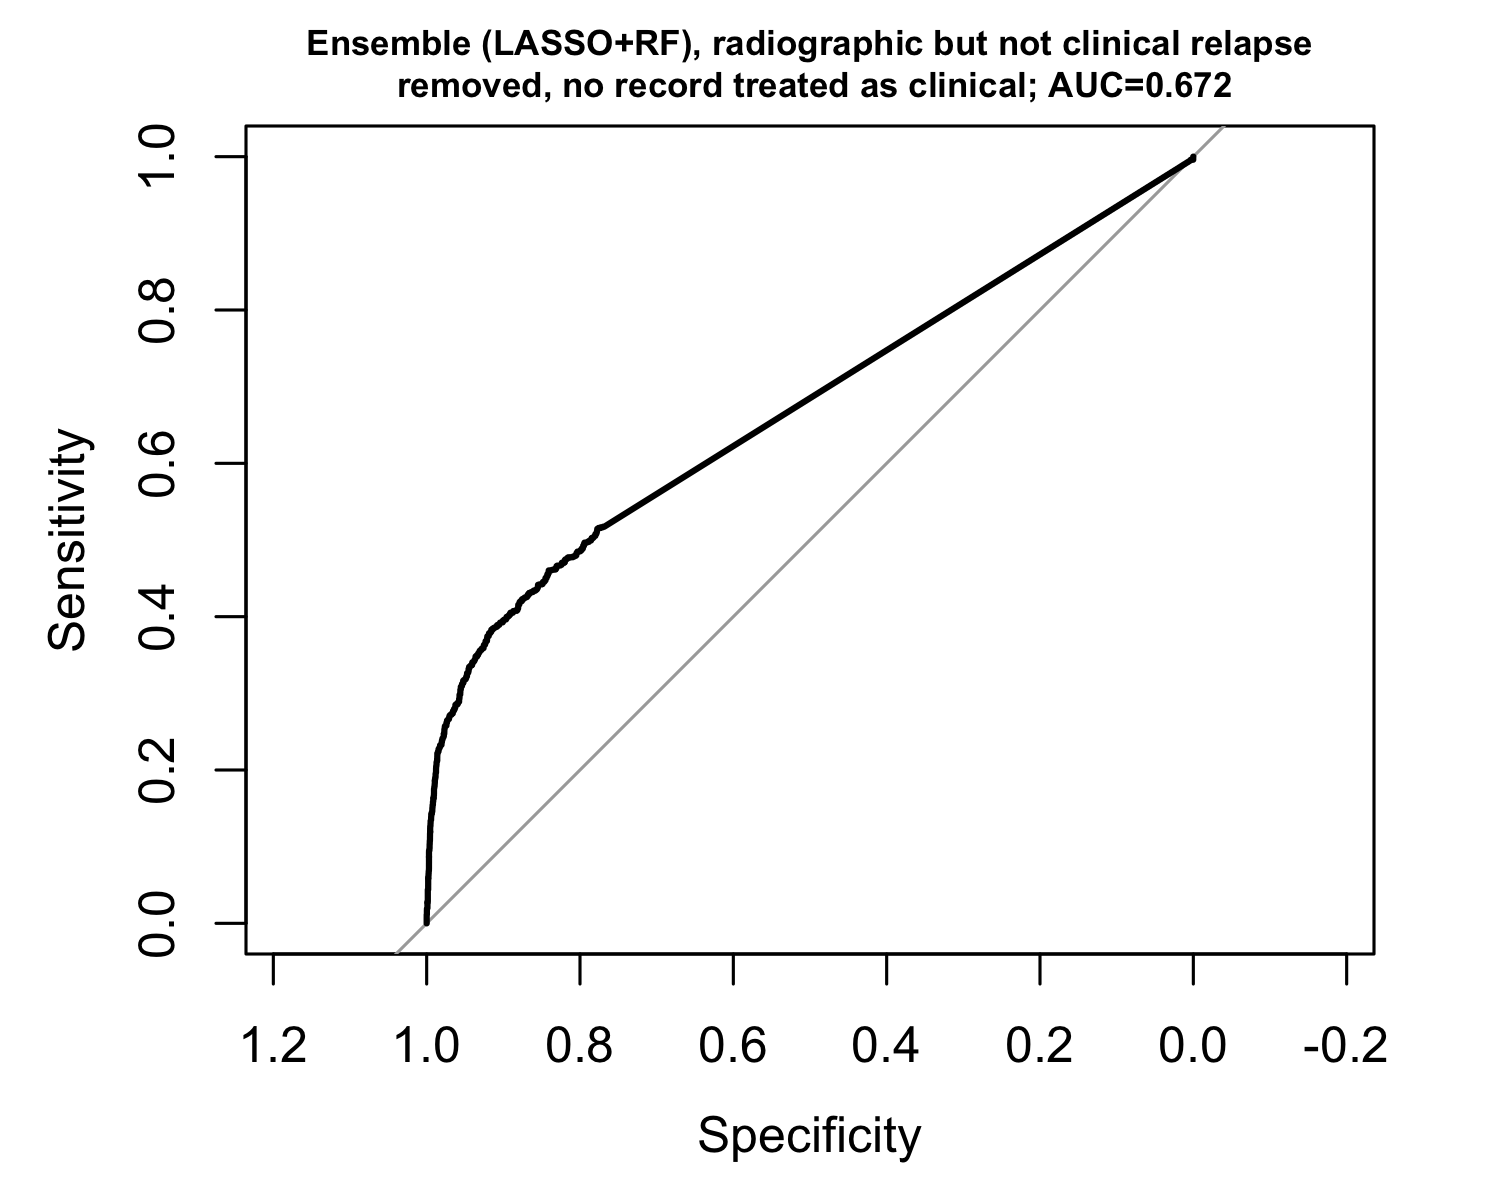 Ensemble (LASSO+RF), radiographic but not clinical relapse
removed, no record treated as clinical; AUC=0.672
1.0
0.8
0.6
0.4
0.2
0.0
Sensitivity
1.2 1.0 0.8 0.6 0.4 0.2 0.0 -0.2
Specificity